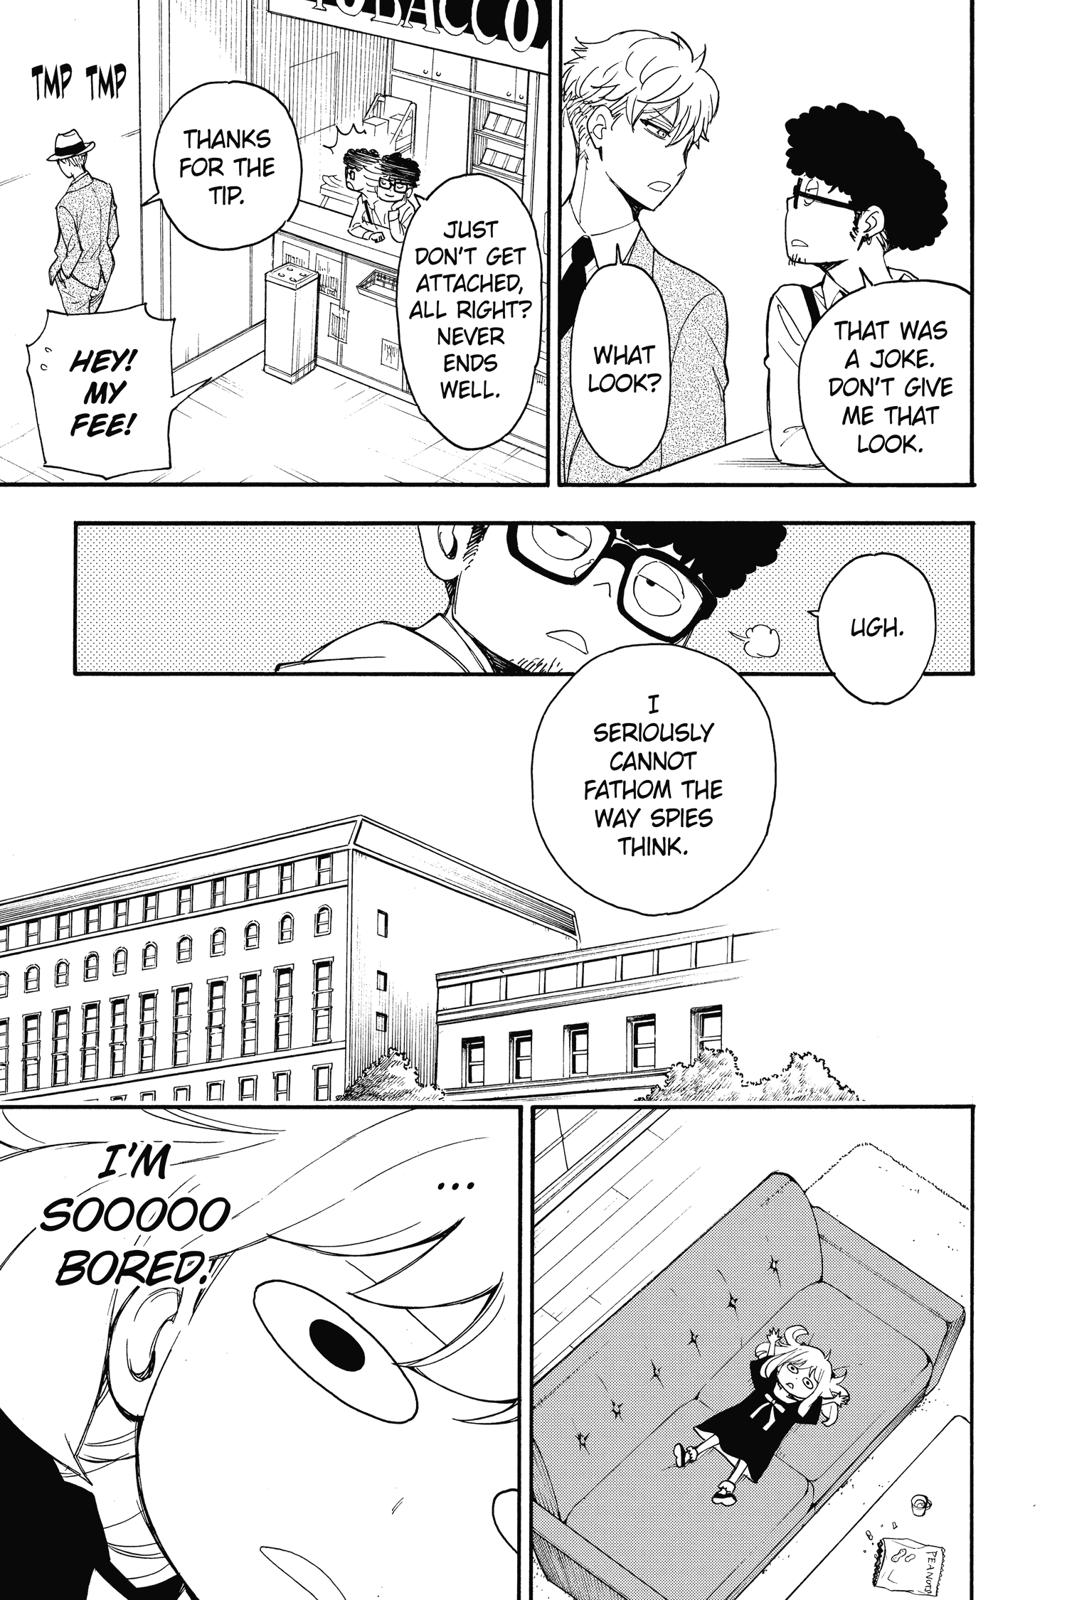 THAT WAS
A JOKE.
DON'T GIVE
ME THAT
LOOK.
WHAT
LOOK?
TOBACCO
JUST
DON'T GET
ATTACHED,
ALL RIGHT?
NEVER
ENDS
WELL.
THANKS
FOR THE
TIP.
TMP TMP
HEY!
MY
FEE!
UGH.
I
SERIOUSLY
CANNOT
FATHOM THE
WAY SPIES
THINK.
PEANUTS
...
I'M
SOOOOO
BORED.